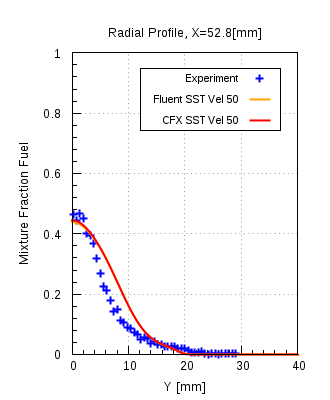 Radial Profile, X=52.8[mm]
1
0.8
0.6
0.4
0.2
0
Mixture Fraction Fuel
Experiment
Fluent SST Vel 50
CFX SST Vel 50
0 10 20 30 40
Y [mm]